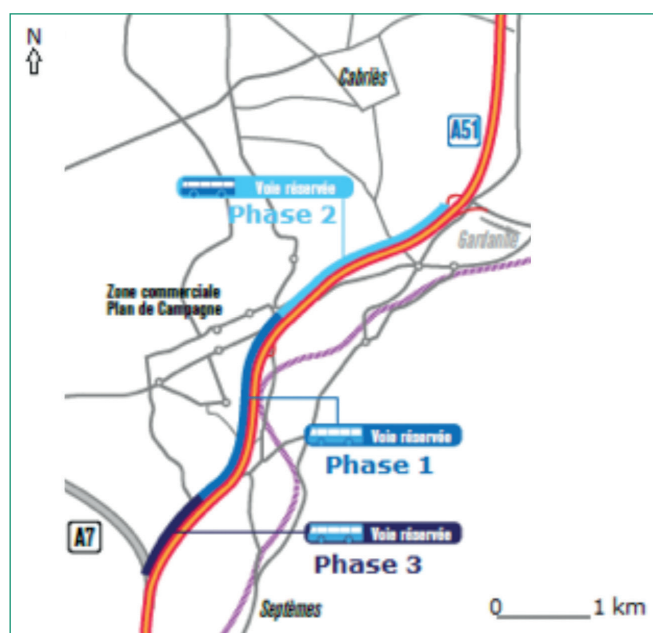 N
Cabriès
A51
Voie réservée
Phase 2
Gardanne
Zone commerciale
Plan de Campagne
Voie réservée
Phase 1
A7
Voie réservée
Phase 3
Septèmes
0 1 km